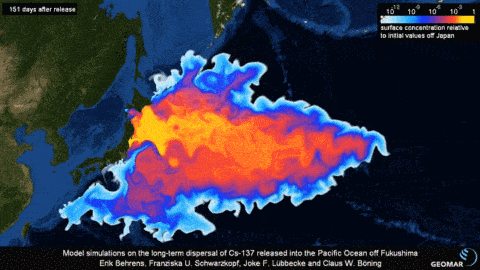 151 days after release
10⁻¹² 10⁻⁹ 10⁻⁶ 10⁻³ 1
surface concentration relative
to initial values off Japan
Model simulations on the long-term dispersal of Cs-137 released into the Pacific Ocean off Fukushima
Erik Behrens, Franziska U. Schwarzkopf, Joke F. Lübbecke and Claus W. Böning
GEOMAR